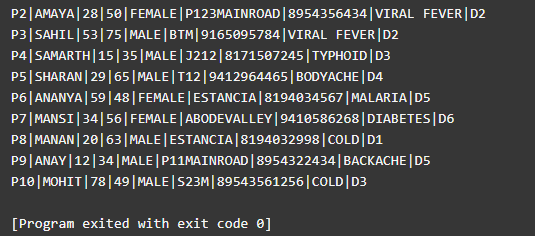 P2|AMAYA|28|50|FEMALE|P123MAINROAD|8954356434|VIRAL FEVER|D2
P3|SAHIL|53|75|MALE|BTM|9165095784|VIRAL FEVER|D2
P4|SAMARTH|15|35|MALE|J212|8171507245|TYPHOID|D3
P5|SHARAN|29|65|MALE|T12|9412964465|BODYACHE|D4
P6|ANANYA|59|48|FEMALE|ESTANCIA|8194034567|MALARIA|D5
P7|MANSI|34|56|FEMALE|ABODEVALLEY|9410586268|DIABETES|D6
P8|MANAN|20|63|MALE|ESTANCIA|8194032998|COLD|D1
P9|ANAY|12|34|MALE|P11MAINROAD|8954322434|BACKACHE|D5
P10|MOHIT|78|49|MALE|S23M|89543561256|COLD|D3
[Program exited with exit code 0]